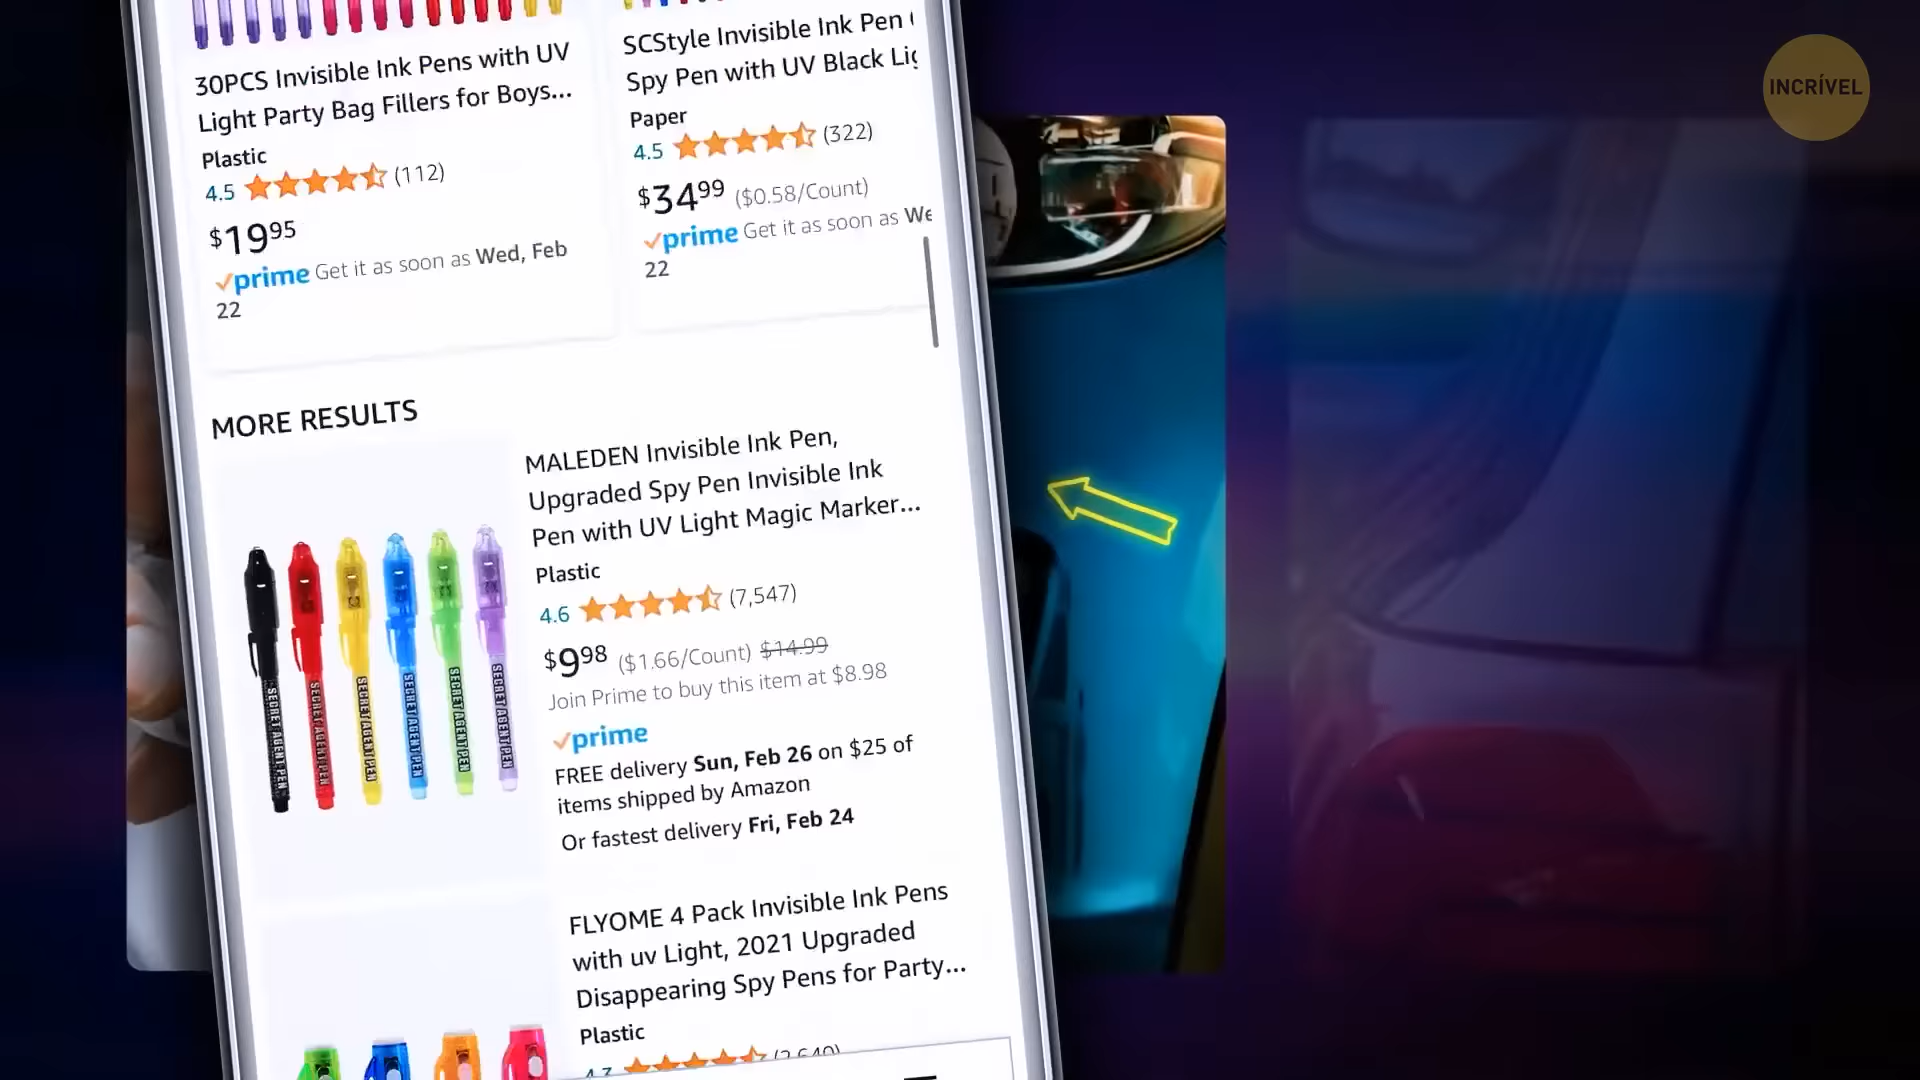 30PCS Invisible Ink Pens with UV
Light Party Bag Fillers for Boys...
Plastic
4.5 (112)
$19.95
prime Get it as soon as Wed, Feb
22
SCStyle Invisible Ink Pen
Spy Pen with UV Black
Paper
4.5 (322)
$34.99 ($0.58/Count)
prime Get it as soon as We
22
MORE RESULTS
MALEDEN Invisible Ink Pen,
Upgraded Spy Pen Invisible Ink
Pen with UV Light Magic Marker...
Plastic
4.6 (7,547)
$9.98 ($1.66/Count) $14.99
Join Prime to buy this item at $8.98
prime
FREE delivery Sun, Feb 26 on $25 of
items shipped by Amazon
Or fastest delivery Fri, Feb 24
SECRET AGENT PEN
SECRET AGENT PEN
SECRET AGENT PEN
SECRET AGENT PEN
SECRET AGENT PEN
SECRET AGENT PEN
FLYOME 4 Pack Invisible Ink Pens
with uv Light, 2021 Upgraded
Disappearing Spy Pens for Party...
Plastic
INCRÍVEL